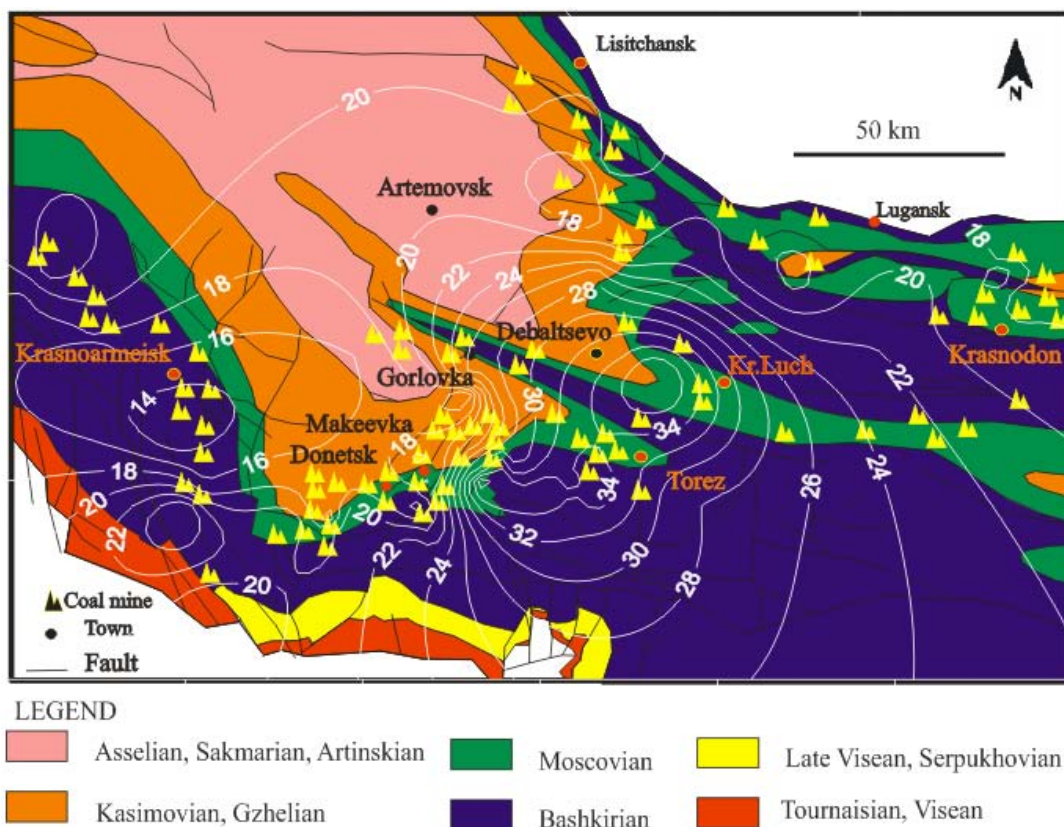 20
Lisitchansk
N
50 km
Artemovsk
18
Lugansk
20
18
22
24
20
18
28
Debaltsevo
16
Krasnoarmeisk
Kr.Luch
Krasnodon
22
Gorlovka
14
30
Makeevka
34
18
Donetsk
16
24
18
34
Torez
26
20
20
22
32
22
30
24
28
20
Coal mine
Town
Fault
LEGEND
Asselian, Sakmarian, Artinskian
Moscovian
Late Visean, Serpukhovian
Kasimovian, Gzhelian
Bashkirian
Tournaisian, Visean